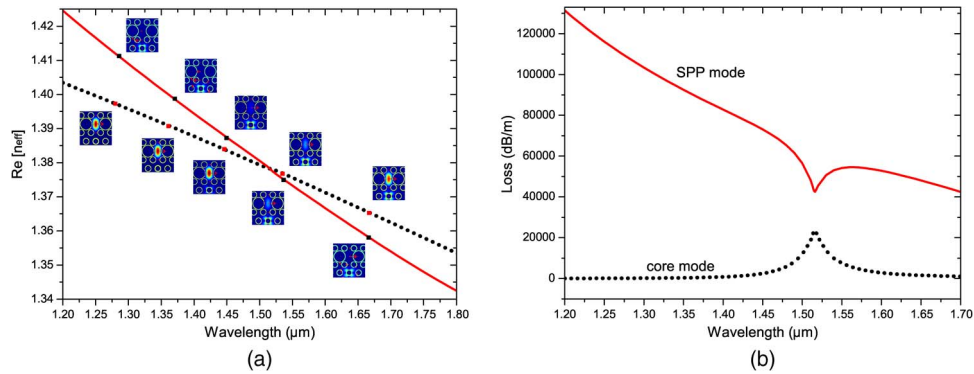 1.42
1.41
1.40
1.39
1.38
1.37
1.36
1.35
1.34
Re [neff]
1.20 1.25 1.30 1.35 1.40 1.45 1.50 1.55 1.60 1.65 1.70 1.75 1.80
Wavelength (μm)
(a)
120000
100000
80000
60000
40000
20000
0
Loss (dB/m)
SPP mode
core mode
1.20 1.25 1.30 1.35 1.40 1.45 1.50 1.55 1.60 1.65 1.70
Wavelength (μm)
(b)